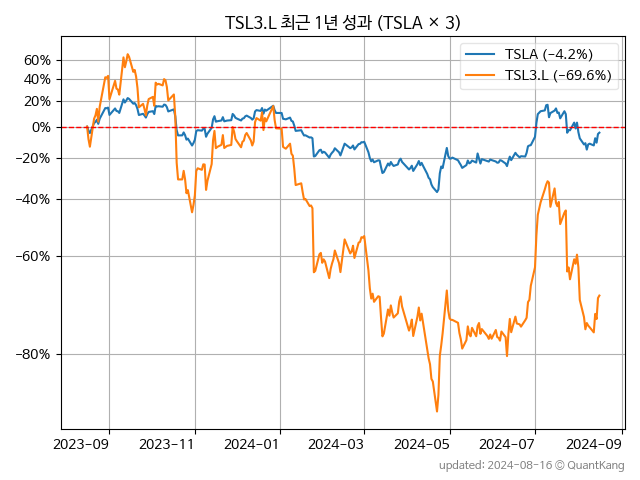 TSL3.L 최근 1년 성과 (TSLA × 3)
TSLA (−4.2%)
TSL3.L (−69.6%)
60%
40%
20%
0%
−20%
−40%
−60%
−80%
2023-09 2023-11 2024-01 2024-03 2024-05 2024-07 2024-09
updated: 2024-08-16 © QuantKang